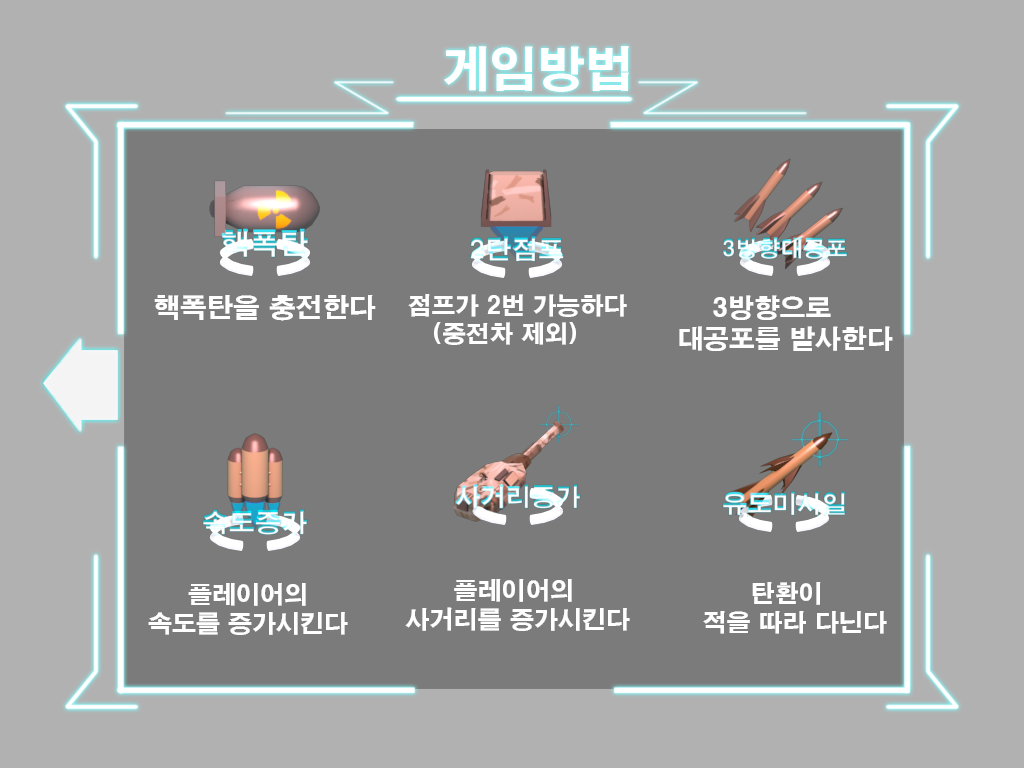 게임방법
핵폭탄
2단점프
3방향대공포
핵폭탄을 충전한다
점프가 2번 가능하다
(중전차 제외)
3방향으로
대공포를 발사한다
속도증가
사거리증가
유도미사일
플레이어의
속도를 증가시킨다
플레이어의
사거리를 증가시킨다
탄환이
적을 따라 다닌다